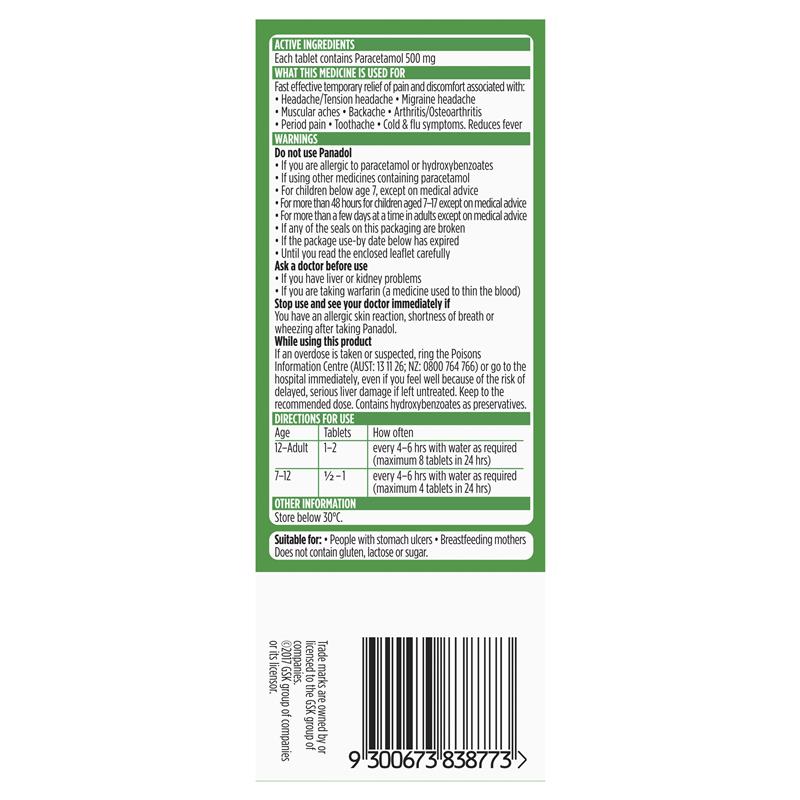 ACTIVE INGREDIENTS
Each tablet contains Paracetamol 500 mg
WHAT THIS MEDICINE IS USED FOR
Fast effective temporary relief of pain and discomfort associated with:
• Headache/Tension headache • Migraine headache
• Muscular aches • Backache • Arthritis/Osteoarthritis
• Period pain • Toothache • Cold & flu symptoms. Reduces fever
WARNINGS
Do not use Panadol
• If you are allergic to paracetamol or hydroxybenzoates
• If using other medicines containing paracetamol
• For children below age 7, except on medical advice
• For more than 48 hours for children aged 7–17 except on medical advice
• For more than a few days at a time in adults except on medical advice
• If any of the seals on this packaging are broken
• If the package use-by date below has expired
• Until you read the enclosed leaflet carefully
Ask a doctor before use
• If you have liver or kidney problems
• If you are taking warfarin (a medicine used to thin the blood)
Stop use and see your doctor immediately if
You have an allergic skin reaction, shortness of breath or
wheezing after taking Panadol.
While using this product
If an overdose is taken or suspected, ring the Poisons
Information Centre (AUST: 13 11 26; NZ: 0800 764 766) or go to the
hospital immediately, even if you feel well because of the risk of
delayed, serious liver damage if left untreated. Keep to the
recommended dose. Contains hydroxybenzoates as preservatives.
DIRECTIONS FOR USE
Age Tablets How often
12–Adult 1–2 every 4–6 hrs with water as required
(maximum 8 tablets in 24 hrs)
7–12 ½–1 every 4–6 hrs with water as required
(maximum 4 tablets in 24 hrs)
OTHER INFORMATION
Store below 30°C.
Suitable for: • People with stomach ulcers • Breastfeeding mothers
Does not contain gluten, lactose or sugar.
Trade marks are owned by or
licensed to the GSK group of
companies.
©2017 GSK group of companies
or its licensor.
9 300673 838773 >